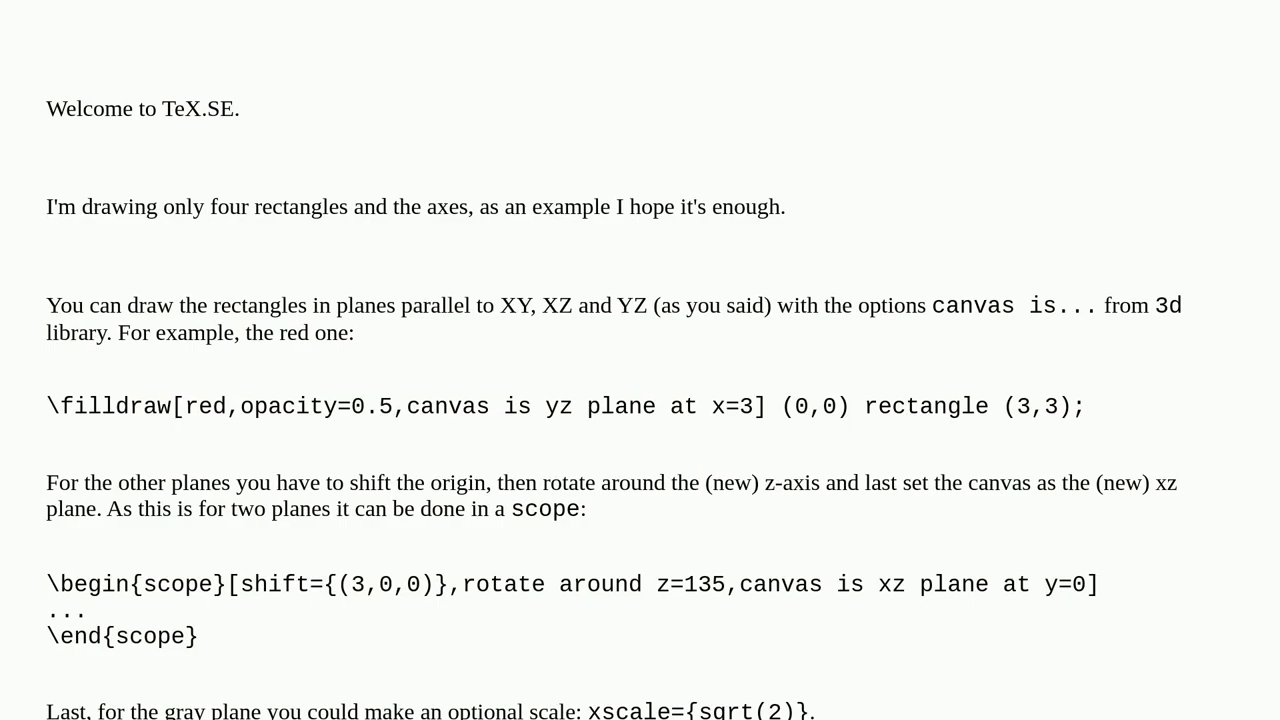 Welcome to TeX.SE.
I'm drawing only four rectangles and the axes, as an example I hope it's enough.
You can draw the rectangles in planes parallel to XY, XZ and YZ (as you said) with the options canvas is... from 3d
library. For example, the red one:
\filldraw[red,opacity=0.5,canvas is yz plane at x=3] (0,0) rectangle (3,3);
For the other planes you have to shift the origin, then rotate around the (new) z-axis and last set the canvas as the (new) xz
plane. As this is for two planes it can be done in a scope:
\begin{scope}[shift={(3,0,0)},rotate around z=135,canvas is xz plane at y=0]
...
\end{scope}
Last, for the gray plane you could make an optional scale: xscale={sqrt(2)}.